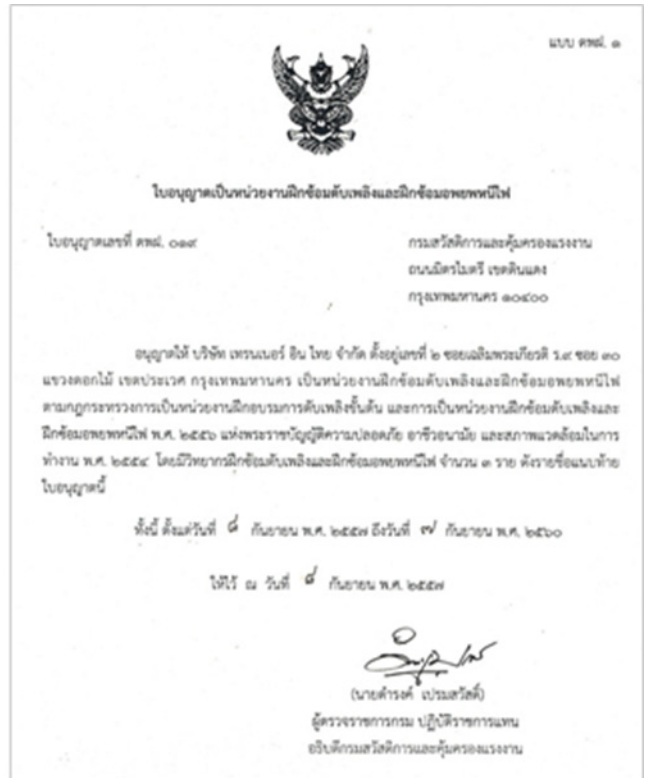 แบบ ดพฝ. ๑
ใบอนุญาตเป็นหน่วยงานฝึกซ้อมดับเพลิงและฝึกซ้อมอพยพหนีไฟ
ใบอนุญาตเลขที่ ดพฝ. ๐๑๙
กรมสวัสดิการและคุ้มครองแรงงาน
ถนนมิตรไมตรี เขตดินแดง
กรุงเทพมหานคร ๑๐๔๐๐
อนุญาตให้ บริษัท เทรนเนอร์ อิน ไทย จำกัด ตั้งอยู่เลขที่ ๒ ซอยเฉลิมพระเกียรติ ร.๙ ซอย ๓๐
แขวงดอกไม้ เขตประเวศ กรุงเทพมหานคร เป็นหน่วยงานฝึกซ้อมดับเพลิงและฝึกซ้อมอพยพหนีไฟ
ตามกฎกระทรวงการเป็นหน่วยงานฝึกอบรมการดับเพลิงขั้นต้น และการเป็นหน่วยงานฝึกซ้อมดับเพลิงและ
ฝึกซ้อมอพยพหนีไฟ พ.ศ. ๒๕๕๖ แห่งพระราชบัญญัติความปลอดภัย อาชีวอนามัย และสภาพแวดล้อมในการ
ทำงาน พ.ศ. ๒๕๕๔ โดยมีวิทยากรฝึกซ้อมดับเพลิงและฝึกซ้อมอพยพหนีไฟ จำนวน ๓ ราย ดังรายชื่อแนบท้าย
ใบอนุญาตนี้
ทั้งนี้ ตั้งแต่วันที่ ๘ กันยายน พ.ศ. ๒๕๕๗ ถึงวันที่ ๗ กันยายน พ.ศ. ๒๕๖๐
ให้ไว้ ณ วันที่ ๘ กันยายน พ.ศ. ๒๕๕๗
(นายดำรงค์ เปรมสวัสดิ์)
ผู้ตรวจราชการกรม ปฏิบัติราชการแทน
อธิบดีกรมสวัสดิการและคุ้มครองแรงงาน